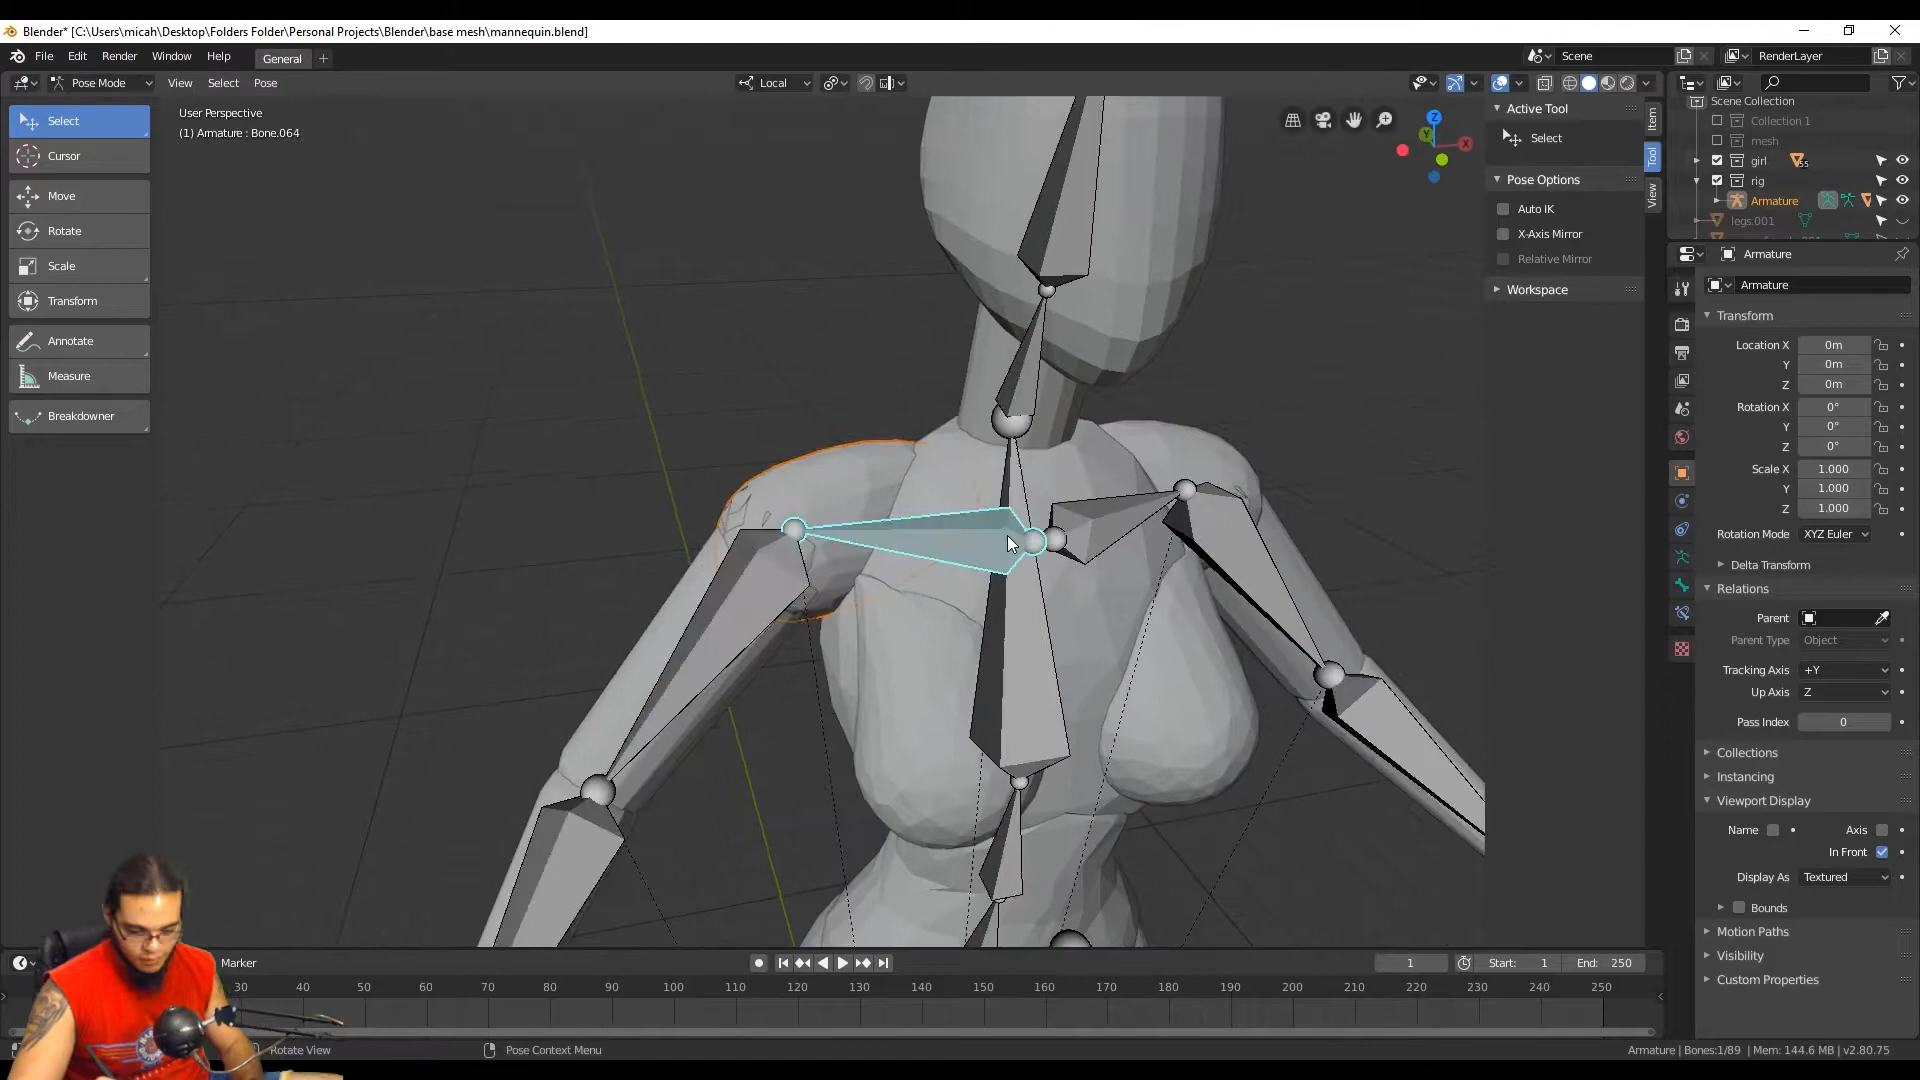 Blender* [C:\Users\micah\Desktop\Folders Folder\Personal Projects\Blender\base mesh\mannequin.blend]
File Edit Render Window Help General + Scene RenderLayer
Pose Mode View Select Pose Local
User Perspective
(1) Armature : Bone.064
Select
Cursor
Move
Rotate
Scale
Transform
Annotate
Measure
Breakdowner
Z
Y
X
Active Tool
Select
Pose Options
Auto IK
X-Axis Mirror
Relative Mirror
Workspace
Item
Tool
View
Scene Collection
Collection 1
mesh
girl 55
rig
Armature
legs.001
Armature
Armature
Transform
Location X 0m
Y 0m
Z 0m
Rotation X 0°
Y 0°
Z 0°
Scale X 1.000
Y 1.000
Z 1.000
Rotation Mode XYZ Euler
Delta Transform
Relations
Parent
Parent Type Object
Tracking Axis +Y
Up Axis Z
Pass Index 0
Collections
Instancing
Viewport Display
Name Axis
In Front
Display As Textured
Bounds
Motion Paths
Visibility
Custom Properties
Marker 1 Start: 1 End: 250
30 40 50 60 70 80 90 100 110 120 130 140 150 160 170 180 190 200 210 220 230 240 250
Rotate View Pose Context Menu Armature | Bones:1/89 | Mem: 144.6 MB | v2.80.75